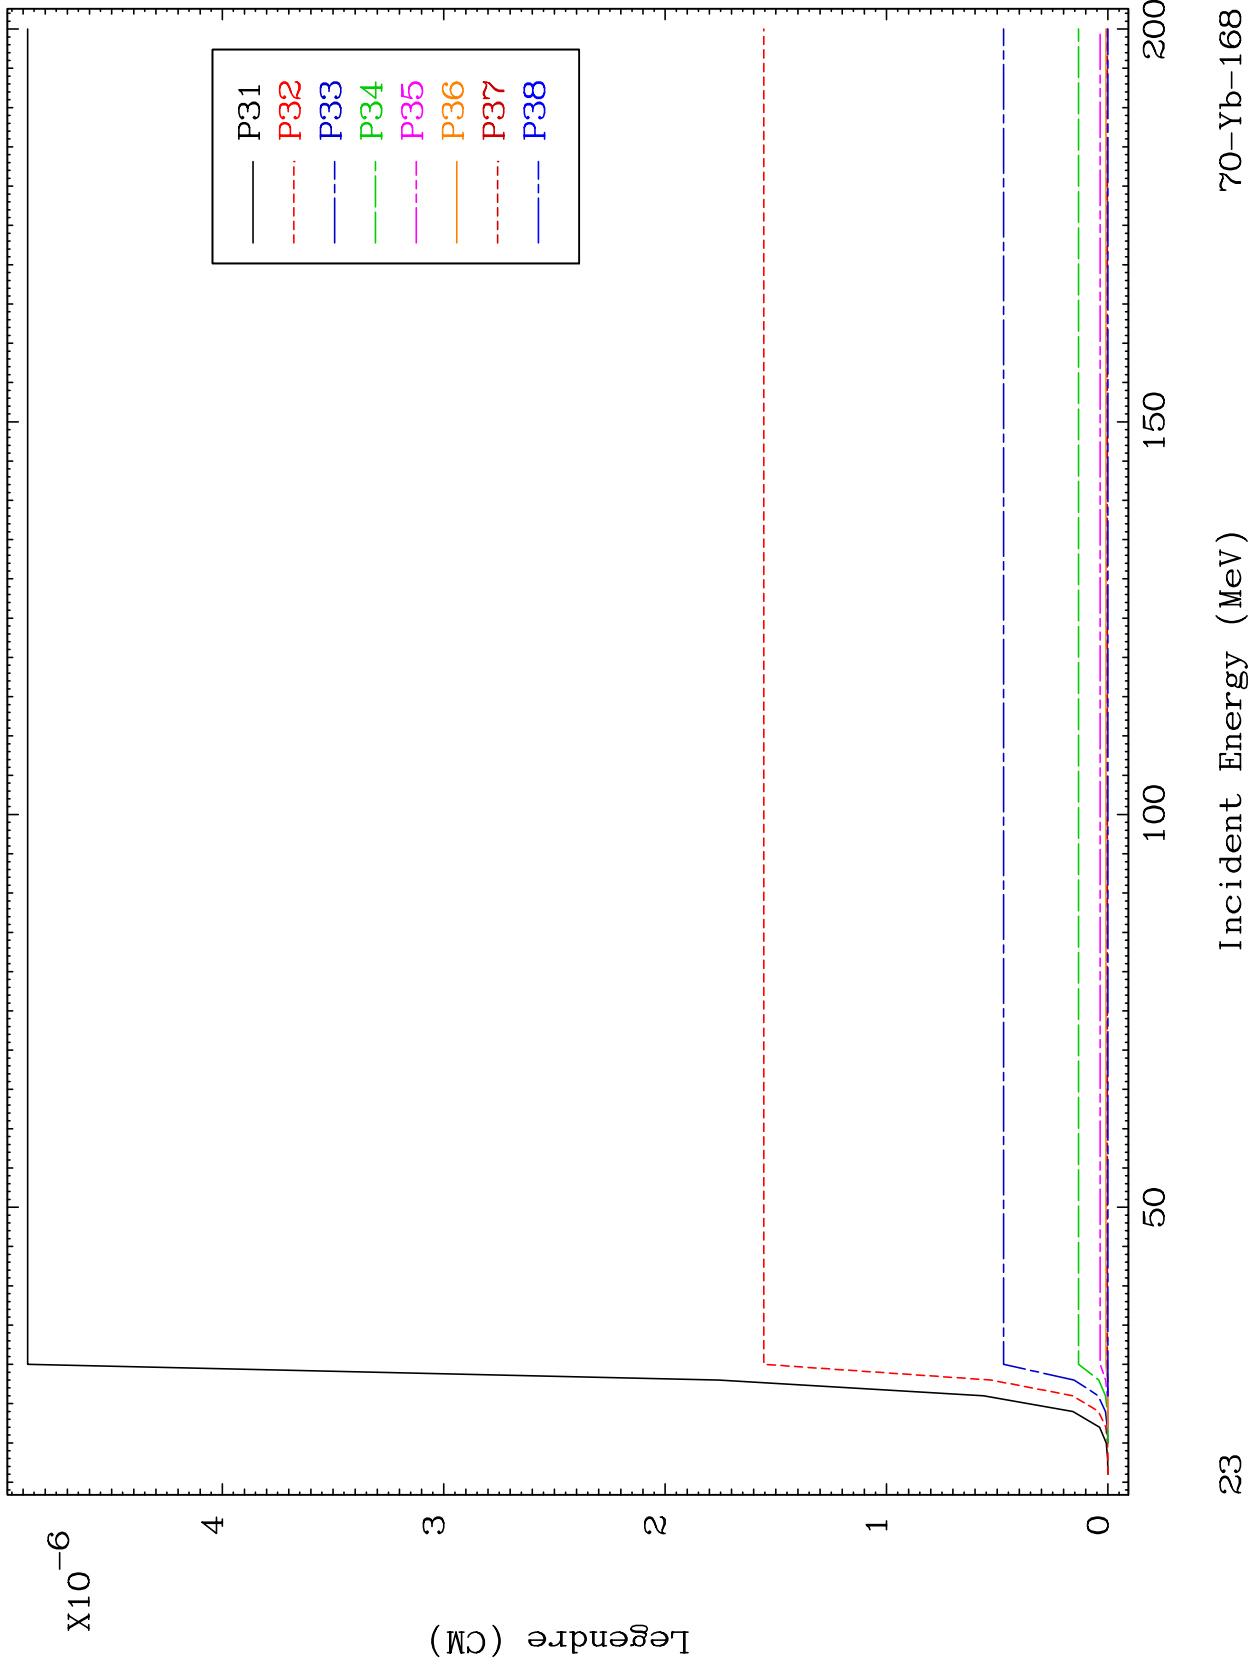 X10 -6
Legendre (CM)
4
3
2
1
0
P31
P32
P33
P34
P35
P36
P37
P38
50
100
150
200
Incident Energy (MeV)
23
70-Yb-168